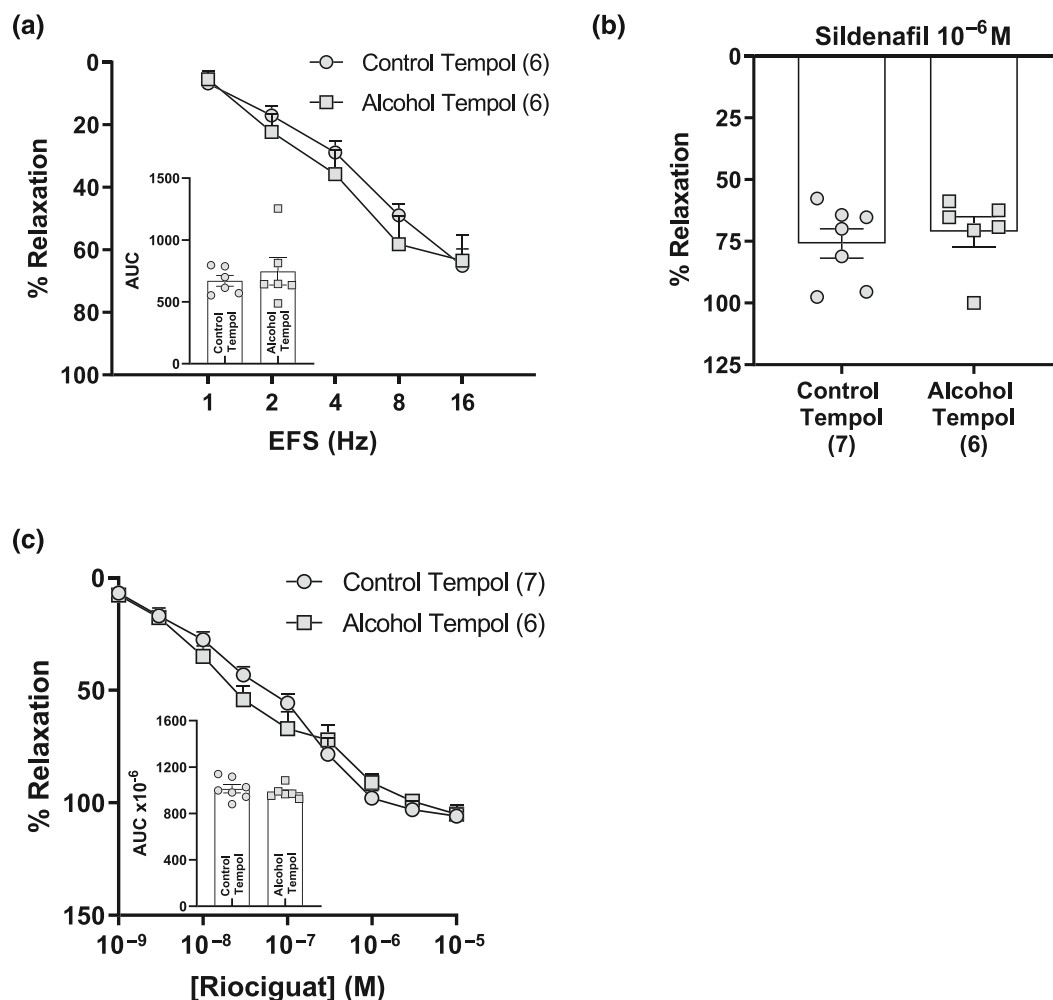 (a)
0
20
40
60
80
100
% Relaxation
Control Tempol (6)
Alcohol Tempol (6)
1500
1000
500
0
AUC
Control
Tempol
Alcohol
Tempol
1 2 4 8 16
EFS (Hz)
(b)
Sildenafil 10⁻⁶ M
0
25
50
75
100
125
% Relaxation
Control
Tempol
(7)
Alcohol
Tempol
(6)
(c)
0
50
100
150
% Relaxation
Control Tempol (7)
Alcohol Tempol (6)
1600
1200
800
400
0
AUC x10⁻⁶
Control
Tempol
Alcohol
Tempol
10⁻⁹ 10⁻⁸ 10⁻⁷ 10⁻⁶ 10⁻⁵
[Riociguat] (M)